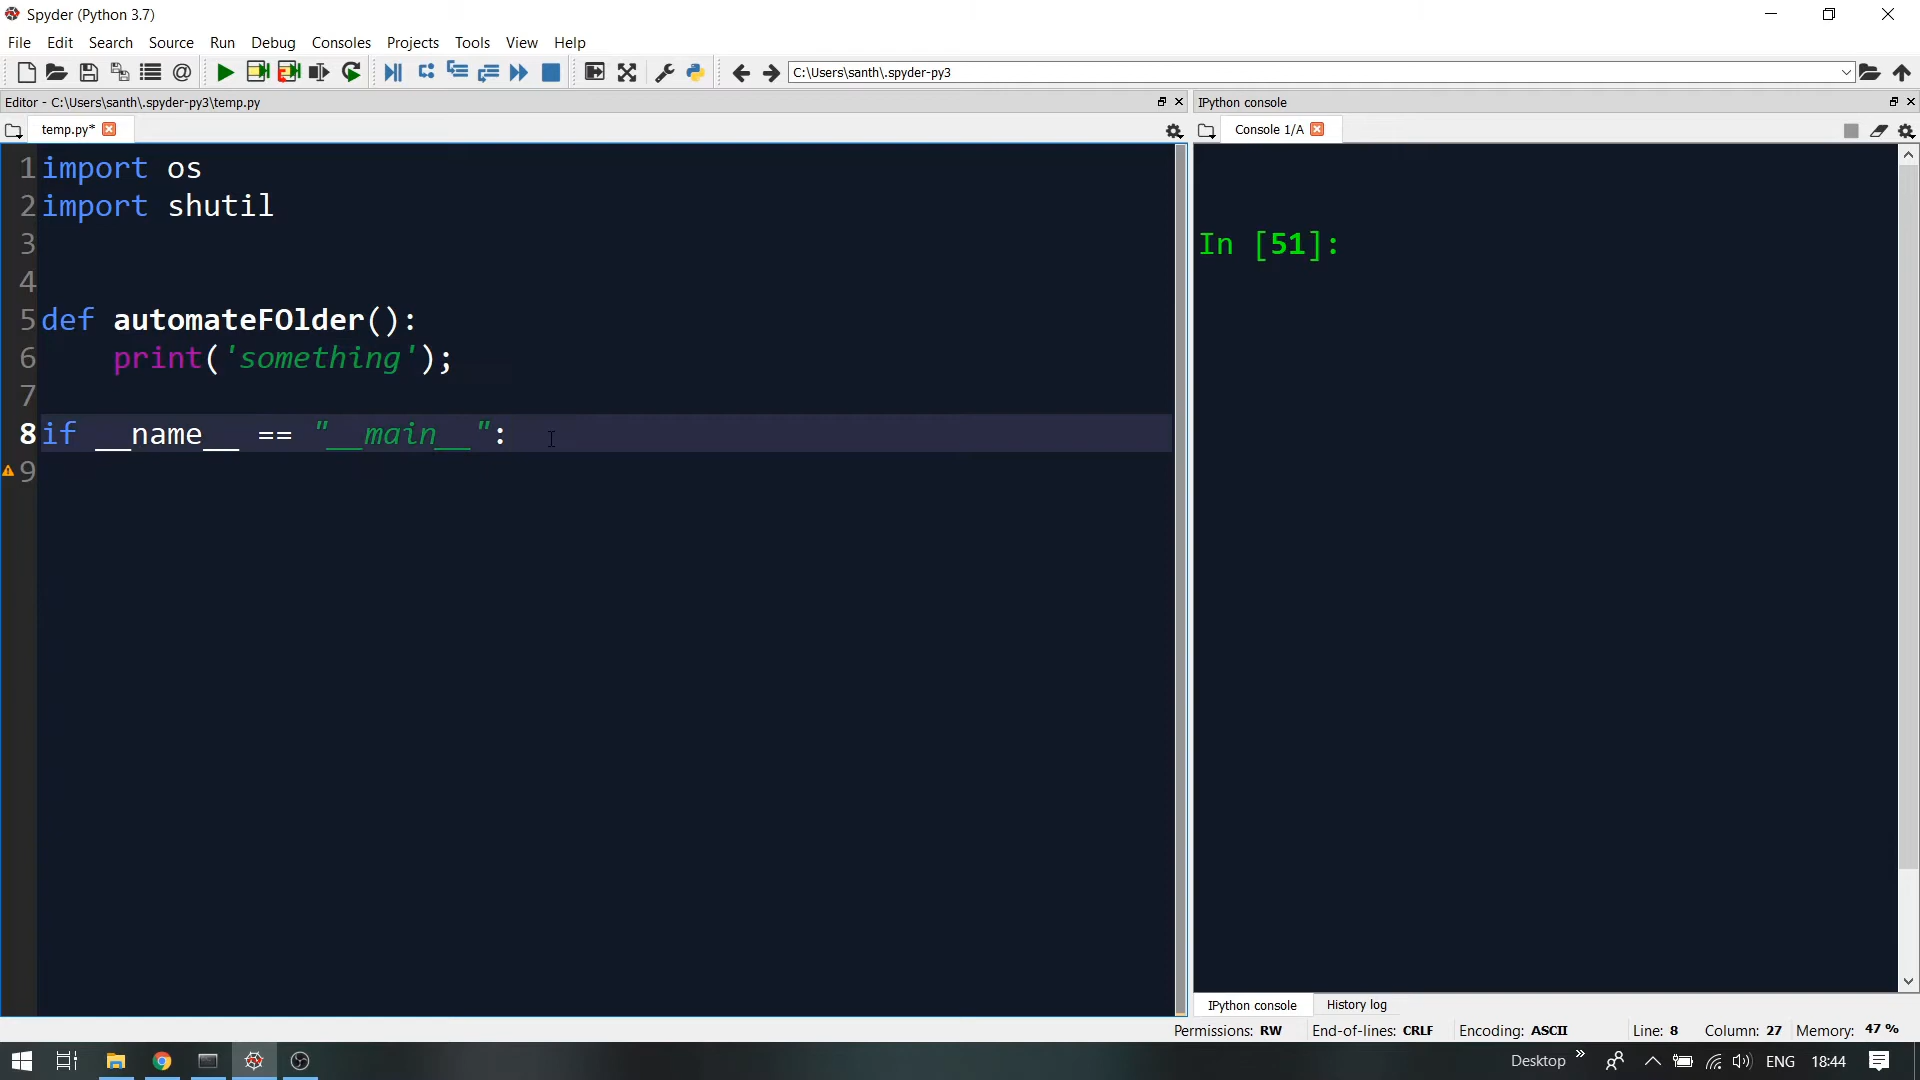 Spyder (Python 3.7)
File Edit Search Source Run Debug Consoles Projects Tools View Help
C:\Users\santh\.spyder-py3
Editor - C:\Users\santh\.spyder-py3\temp.py
temp.py*
1 import os
2 import shutil
3
4
5 def automateFOlder():
6 print('something');
7
8 if __name__ == "__main__":
9
IPython console
Console 1/A
In [51]:
IPython console History log
Permissions: RW End-of-lines: CRLF Encoding: ASCII Line: 8 Column: 27 Memory: 47 %
Desktop » ENG 18:44